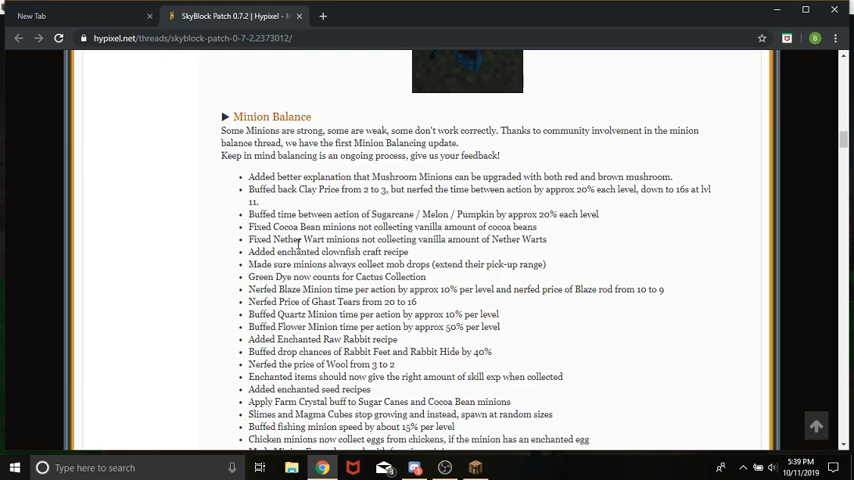 New Tab
SkyBlock Patch 0.7.2 | Hypixel -
hypixel.net/threads/skyblock-patch-0-7-2.2373012/
B
Minion Balance
Some Minions are strong, some are weak, some don't work correctly. Thanks to community involvement in the minion
balance thread, we have the first Minion Balancing update.
Keep in mind balancing is an ongoing process, give us your feedback!
Added better explanation that Mushroom Minions can be upgraded with both red and brown mushroom.
Buffed back Clay Price from 2 to 3, but nerfed the time between action by approx 20% each level, down to 16s at lvl
11.
Buffed time between action of Sugarcane / Melon / Pumpkin by approx 20% each level
Fixed Cocoa Bean minions not collecting vanilla amount of cocoa beans
Fixed Nether Wart minions not collecting vanilla amount of Nether Warts
Added enchanted clownfish craft recipe
Made sure minions always collect mob drops (extend their pick-up range)
Green Dye now counts for Cactus Collection
Nerfed Blaze Minion time per action by approx 10% per level and nerfed price of Blaze rod from 10 to 9
Nerfed Price of Ghast Tears from 20 to 16
Buffed Quartz Minion time per action by approx 10% per level
Buffed Flower Minion time per action by approx 50% per level
Added Enchanted Raw Rabbit recipe
Buffed drop chances of Rabbit Feet and Rabbit Hide by 40%
Nerfed the price of Wool from 3 to 2
Enchanted items should now give the right amount of skill exp when collected
Added enchanted seed recipes
Apply Farm Crystal buff to Sugar Canes and Cocoa Bean minions
Slimes and Magma Cubes stop growing and instead, spawn at random sizes
Buffed fishing minion speed by about 15% per level
Chicken minions now collect eggs from chickens, if the minion has an enchanted egg
Type here to search
5:39 PM
10/11/2019